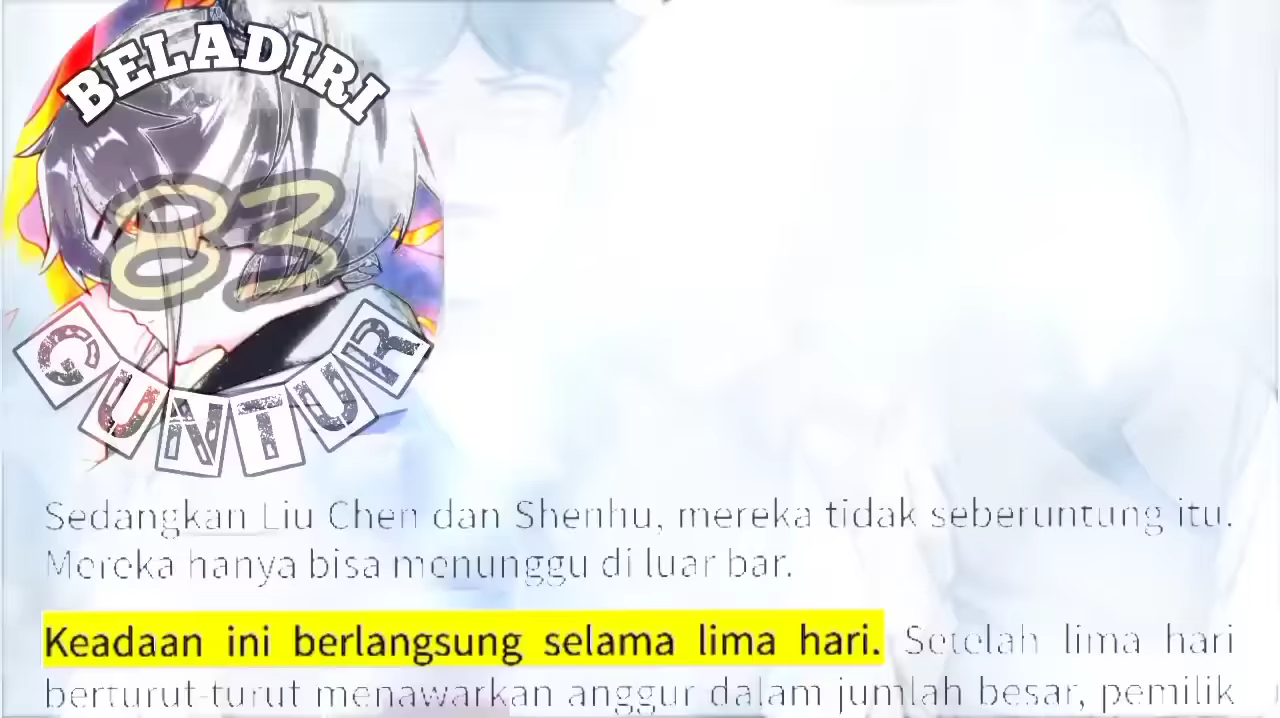 BELADIRI
83
GUNTUR
Sedangkan Liu Chen dan Shenhu, mereka tidak seberuntung itu.
Mereka hanya bisa menunggu di luar bar.
Keadaan ini berlangsung selama lima hari. Setelah lima hari
berturut-turut menawarkan anggur dalam jumlah besar, pemilik